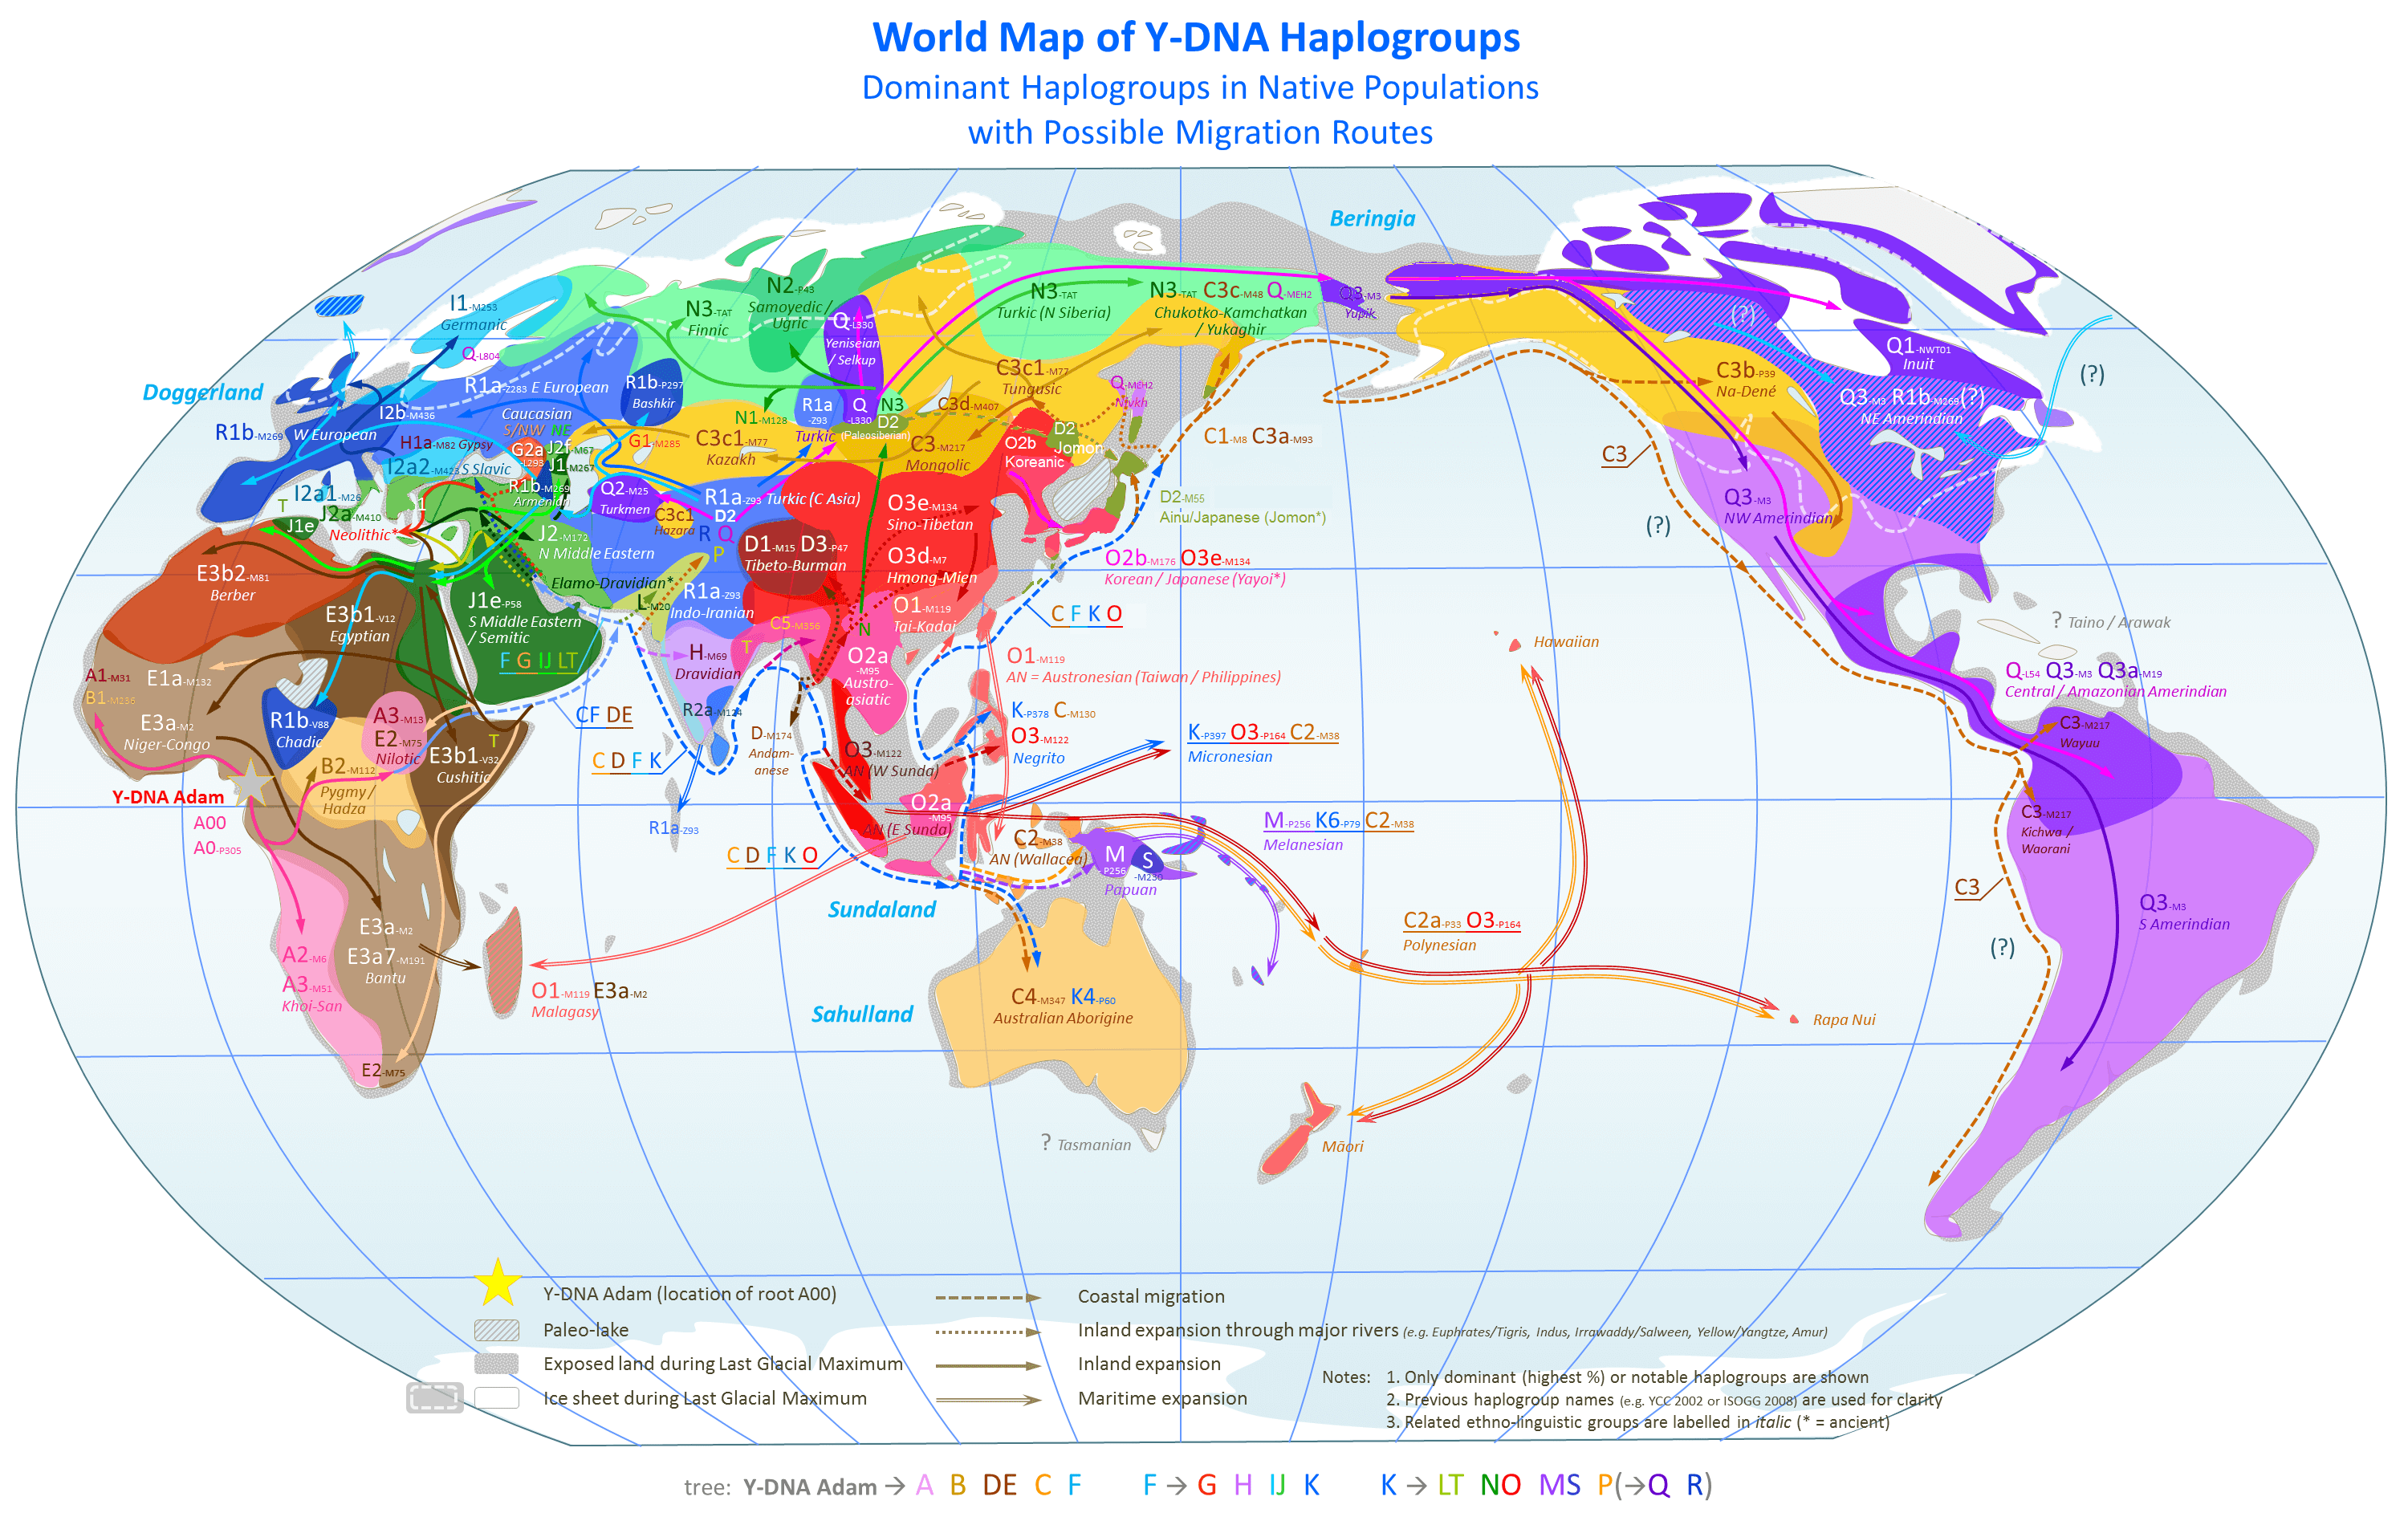 World Map of Y-DNA Haplogroups
Dominant Haplogroups in Native Populations
with Possible Migration Routes
Beringia
I1-M253
Germanic
Q-L804
N3-TAT
Finnic
N2-P43
Samoyedic /
Ugric
Q-L330
Yeniseian
/ Selkup
N3-TAT
Turkic (N Siberia)
N3-TAT C3c-M48 Q-MEH2
Chukotko-Kamchatkan
/ Yukaghir
Q3-M3
Yupik
(?)
Q1-NWT01
Inuit
(?)
Doggerland
R1a-Z283 E European
R1b-P297
Bashkir
R1a
-Z93
Turkic
Q
-L330
N3
D2
(Paleosiberian)
C3d-M407
C3c1-M77
Tungusic
Q-MEH2
Nivkh
C3b-P39
Na-Dené
Q3-M3 R1b-M269(?)
NE Amerindian
R1b-M269
W European
I2b-M436
Caucasian
S/NW NE
N1-M128
H1a-M82 Gypsy
G2a
-L293
J2f-M67
J1-M267
G1-M285
C3c1-M77
Kazakh
C3-M217
Mongolic
O2b
Koreanic
D2
Jomon
C1-M8 C3a-M93
C3
I2a2-M423 S Slavic
R1b-M269
Armenian
Q2-M25
Turkmen
R1a-Z93 Turkic (C Asia)
D2
R Q
C3c1
Hazara
P
I2a1-M26
T
J1e
J2a-M410
Neolithic*
1
J2-M172
N Middle Eastern
O3e-M134
Sino-Tibetan
D2-M55
Ainu/Japanese (Jomon*)
Q3-M3
NW Amerindian
(?)
D1-M15 D3-P47
Tibeto-Burman
O3d-M7
Hmong-Mien
O2b-M176 O3e-M134
Korean / Japanese (Yayoi*)
E3b2-M81
Berber
Elamo-Dravidian*
L-M20
R1a-Z93
Indo-Iranian
E3b1-V12
Egyptian
J1e-P58
S Middle Eastern
/ Semitic
F G IJ LT
O1-M119
Tai-Kadai
C5-M356
N
T
C F K O
? Taino / Arawak
Hawaiian
H-M69
Dravidian
O2a
-M95
Austro-
asiatic
O1-M119
AN = Austronesian (Taiwan / Philippines)
Q-L54 Q3-M3 Q3a-M19
Central / Amazonian Amerindian
A1-M31
B1-M236
E1a-M132
E3a-M2
Niger-Congo
R1b-V88
Chadic
A3-M13
E2-M75
Nilotic
E3b1-V32
Cushitic
T
CF DE
R2a-M124
C D F K
D-M174
Andam-
anese
K-P378 C-M130
O3-M122
Negrito
K-P397 O3-P164 C2-M38
Micronesian
C3-M217
Wayuu
B2-M112
Pygmy /
Hadza
Y-DNA Adam
A00
A0-P305
O3-M122
AN (W Sunda)
O2a
-M95
AN (E Sunda)
R1a-Z93
C D F K O
C2-M38
AN (Wallacea)
M
-P256
S
-M230
Papuan
M-P256 K6-P79 C2-M38
Melanesian
C3-M217
Kichwa /
Waorani
C3
(?)
Q3-M3
S Amerindian
Sundaland
C2a-P33 O3-P164
Polynesian
E3a-M2
E3a7-M191
Bantu
A2-M6
A3-M51
Khoi-San
E2-M75
O1-M119 E3a-M2
Malagasy
Sahulland
C4-M347 K4-P60
Australian Aborigine
Rapa Nui
? Tasmanian
Māori
Y-DNA Adam (location of root A00)
Paleo-lake
Exposed land during Last Glacial Maximum
Ice sheet during Last Glacial Maximum
Coastal migration
Inland expansion through major rivers (e.g. Euphrates/Tigris, Indus, Irrawaddy/Salween, Yellow/Yangtze, Amur)
Inland expansion
Maritime expansion
Notes: 1. Only dominant (highest %) or notable haplogroups are shown
2. Previous haplogroup names (e.g. YCC 2002 or ISOGG 2008) are used for clarity
3. Related ethno-linguistic groups are labelled in italic (* = ancient)
tree: Y-DNA Adam → A B DE C F F → G H IJ K K → LT NO MS P(→Q R)